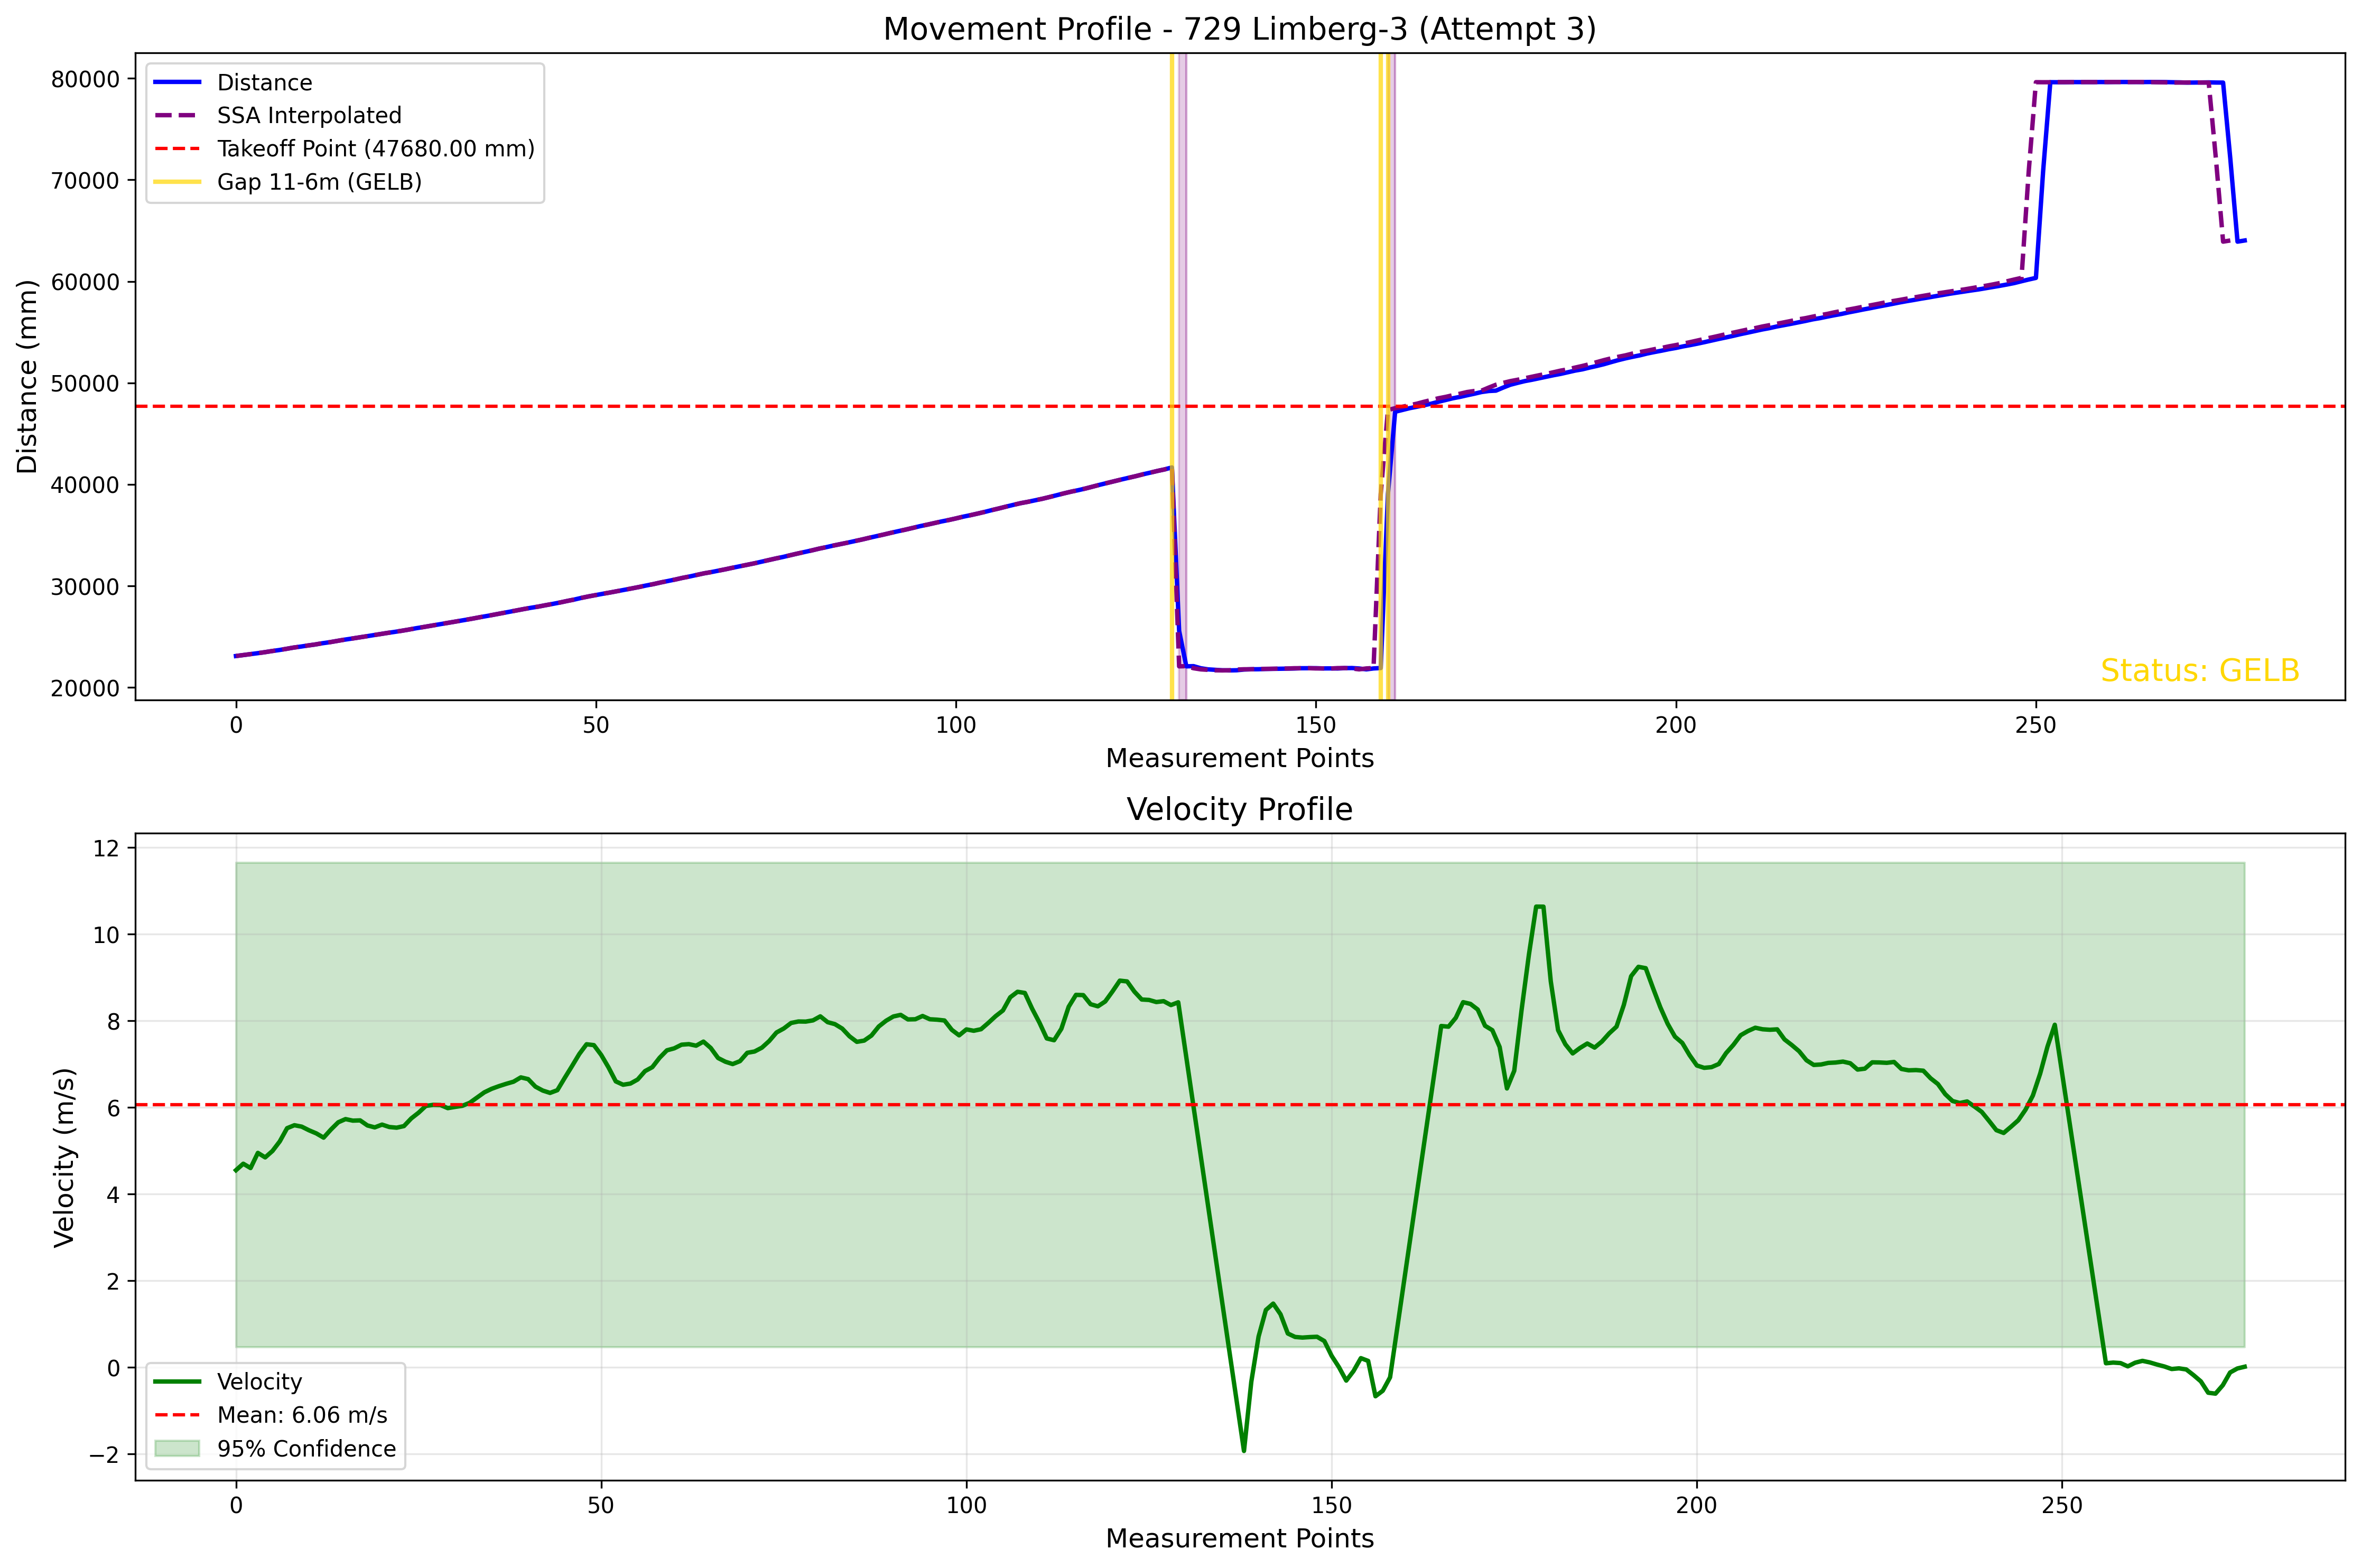 Movement Profile - 729 Limberg-3 (Attempt 3)
Distance
SSA Interpolated
Takeoff Point (47680.00 mm)
Gap 11-6m (GELB)
80000
70000
60000
50000
40000
30000
20000
Distance (mm)
Status: GELB
0
50
100
150
200
250
Measurement Points
Velocity Profile
12
10
8
6
4
2
0
−2
Velocity (m/s)
Velocity
Mean: 6.06 m/s
95% Confidence
0
50
100
150
200
250
Measurement Points